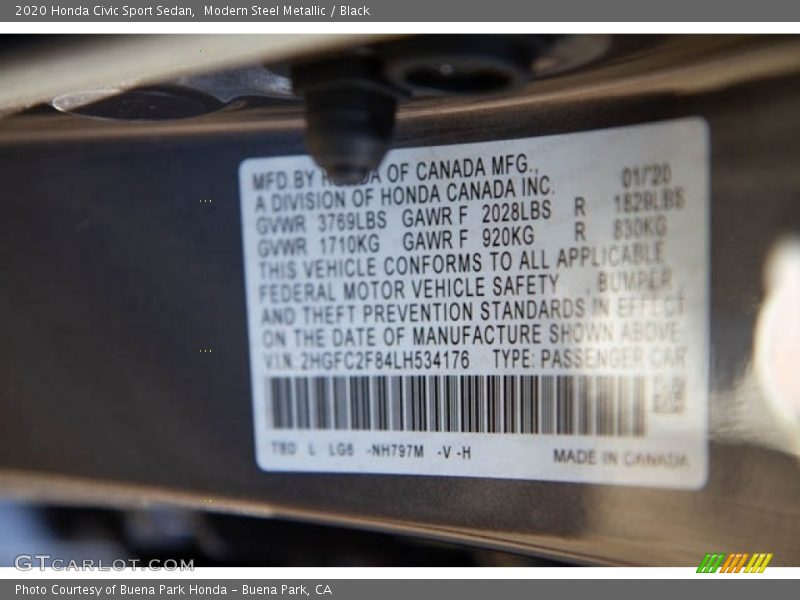 2020 Honda Civic Sport Sedan, Modern Steel Metallic / Black
MFD.BY OF CANADA MFG., 01/20
A DIVISION OF HONDA CANADA INC.
GVWR 3769LBS GAWR F 2028LBS R 1828LBS
GVWR 1710KG GAWR F 920KG R 830KG
THIS VEHICLE CONFORMS TO ALL APPLICABLE
FEDERAL MOTOR VEHICLE SAFETY , BUMPER,
AND THEFT PREVENTION STANDARDS IN EFFECT
ON THE DATE OF MANUFACTURE SHOWN ABOVE.
VIN:2HGFC2F84LH534176 TYPE: PASSENGER CAR
L LG6 -NH797M -V -H MADE IN CANADA
GTCARLOT.COM
Photo Courtesy of Buena Park Honda – Buena Park, CA